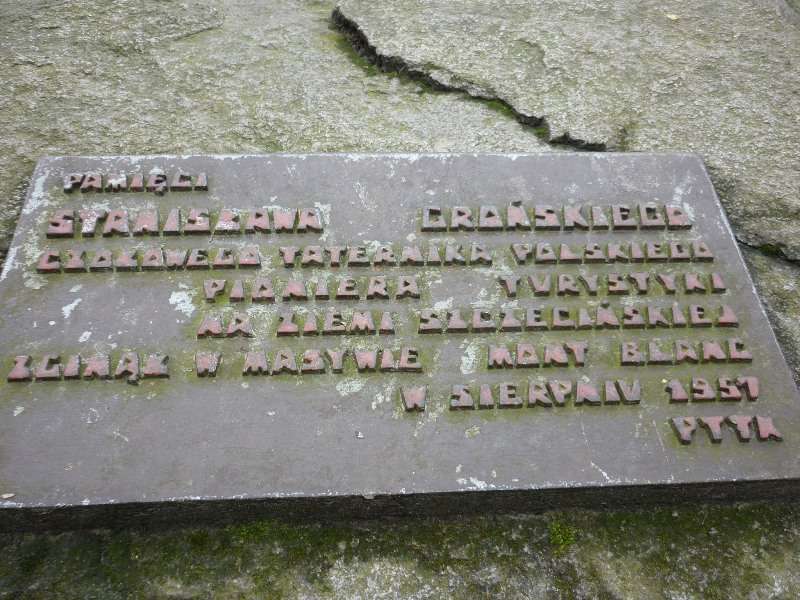 PAMIĘCI
STANISŁAWA GROŃSKIEGO
CZOŁOWEGO TATERNIKA POLSKIEGO
PIONIERA TURYSTYKI
NA ZIEMI SZCZECIŃSKIEJ
ZGINĄŁ W MASYWIE MONT BLANC
W SIERPNIU 1957
PTTK